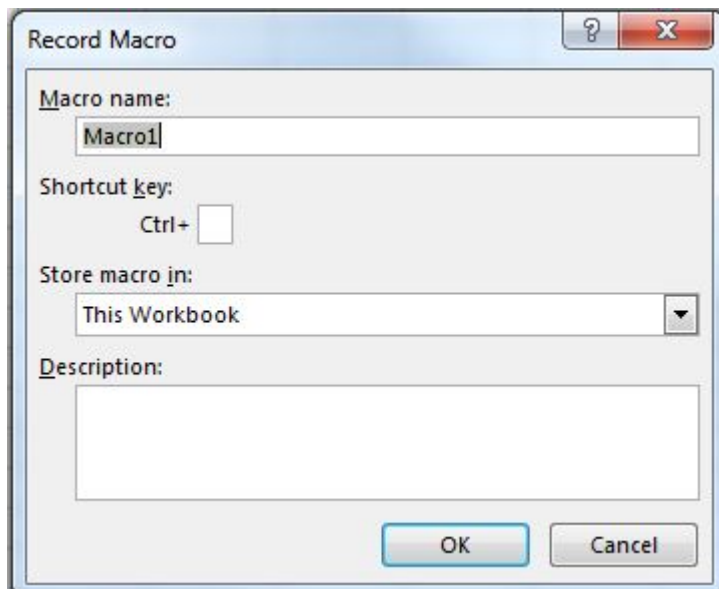 Record Macro
Macro name:
Macro1
Shortcut key:
Ctrl+
Store macro in:
This Workbook
Description:
OK Cancel